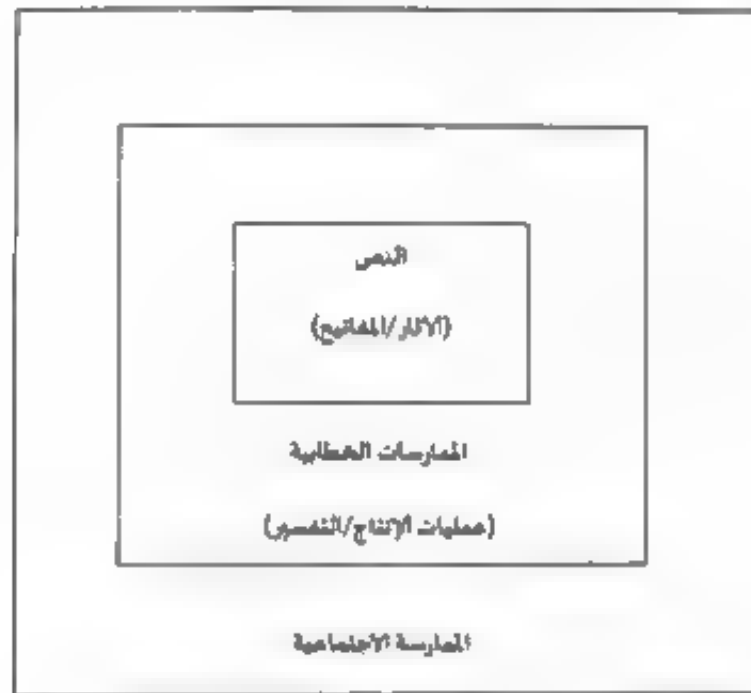 النص
(الآثار/المفاتيح)
الممارسات الخطابية
(عمليات الإنتاج/التفسير)
الممارسة الاجتماعية